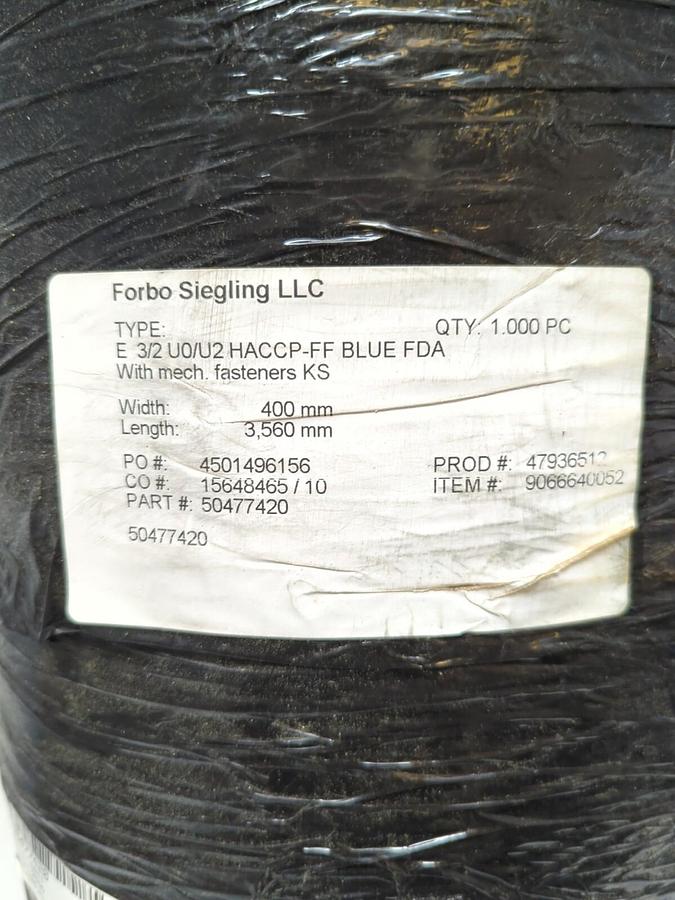 Forbo Siegling LLC
TYPE: QTY: 1.000 PC
E 3/2 U0/U2 HACCP-FF BLUE FDA
With mech. fasteners KS
Width: 400 mm
Length: 3,560 mm
PO #: 4501496156 PROD #:
CO #: 15648465 / 10 ITEM #: 9066640052
PART #: 50477420
50477420